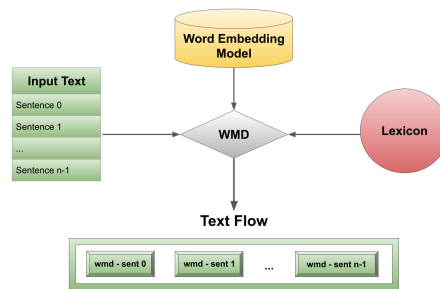 Word Embedding
Model
Input Text
Sentence 0
Sentence 1
...
Sentence n-1
WMD
Lexicon
Text Flow
wmd - sent 0
wmd - sent 1
...
wmd - sent n-1